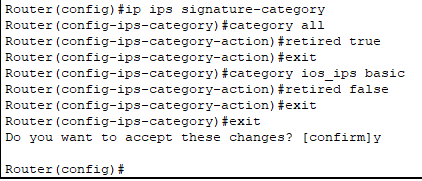 Router(config)#ip ips signature-category
Router(config-ips-category)#category all
Router(config-ips-category-action)#retired true
Router(config-ips-category-action)#exit
Router(config-ips-category)#category ios_ips basic
Router(config-ips-category-action)#retired false
Router(config-ips-category-action)#exit
Router(config-ips-category)#exit
Do you want to accept these changes? [confirm]y
Router(config)#